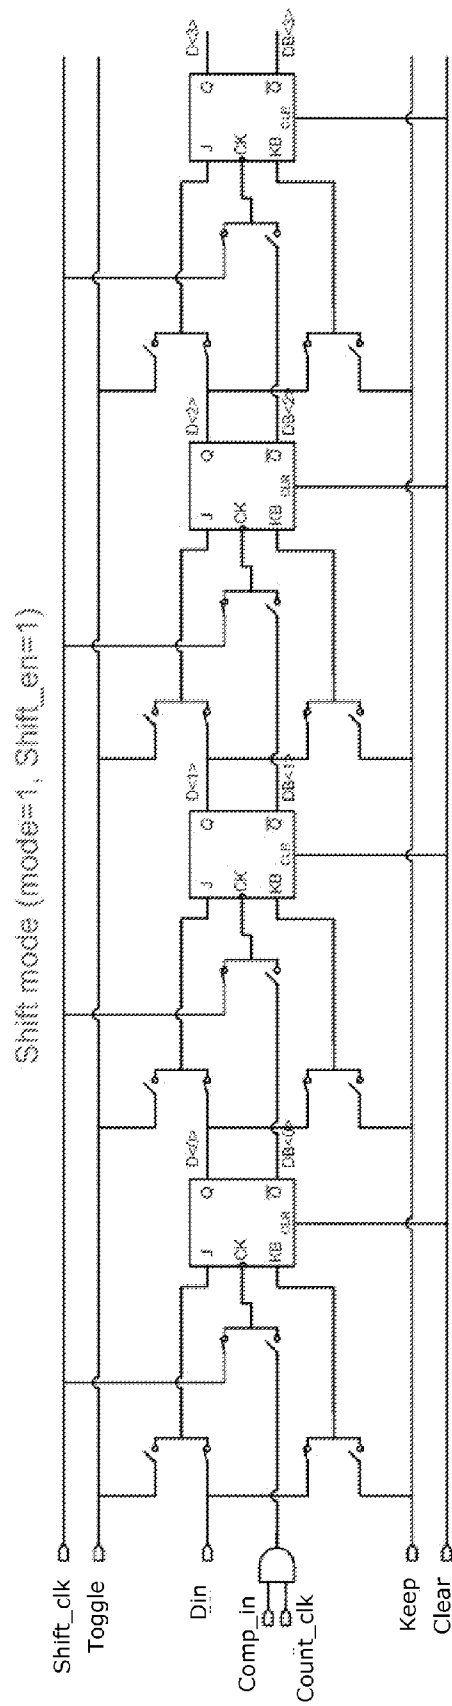 Shift mode (mode=1, Shift_en=1)
Shift_clk
Toggle
Din
Comp_in
Count_clk
Keep
Clear
J
CK
KB
Q
Q
CLR
D<0>
DB<0>
J
CK
KB
Q
Q
CLR
D<1>
DB<1>
J
CK
KB
Q
Q
CLR
D<2>
DB<2>
J
CK
KB
Q
Q
CLR
D<3>
DB<3>